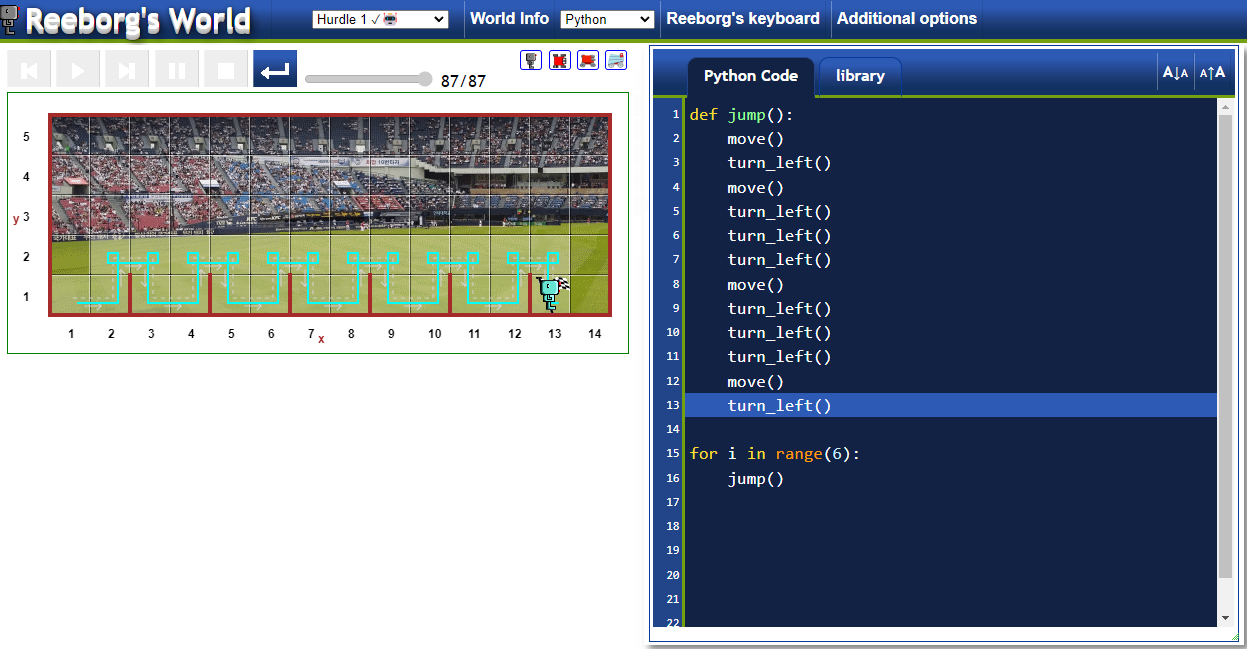 Reeborg's World
Hurdle 1 ✓
World Info
Python
Reeborg's keyboard
Additional options
87/87
5
4
y 3
2
1
1 2 3 4 5 6 7 x 8 9 10 11 12 13 14
Python Code
library
A↓A
A↑A
1 def jump():
2     move()
3     turn_left()
4     move()
5     turn_left()
6     turn_left()
7     turn_left()
8     move()
9     turn_left()
10     turn_left()
11     turn_left()
12     move()
13     turn_left()
14
15 for i in range(6):
16     jump()
17
18
19
20
21
22